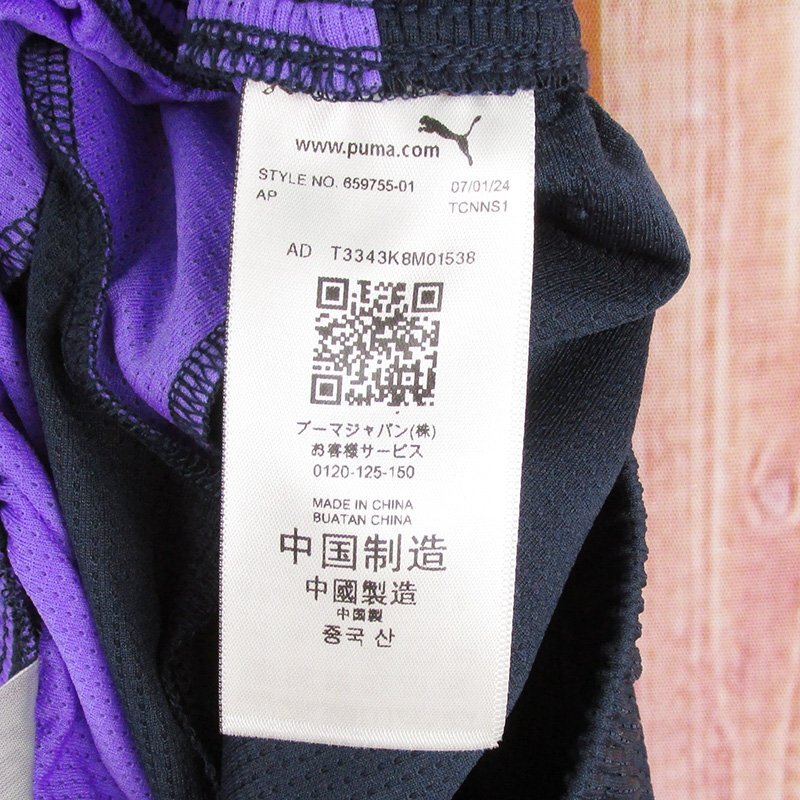 www.puma.com
STYLE NO. 659755-01 07/01/24
AP TCNNS1
AD T3343K8M01538
プーマジャパン(株)
お客様サービス
0120-125-150
MADE IN CHINA
BUATAN CHINA
中国制造
中國製造
中国製
중국 산